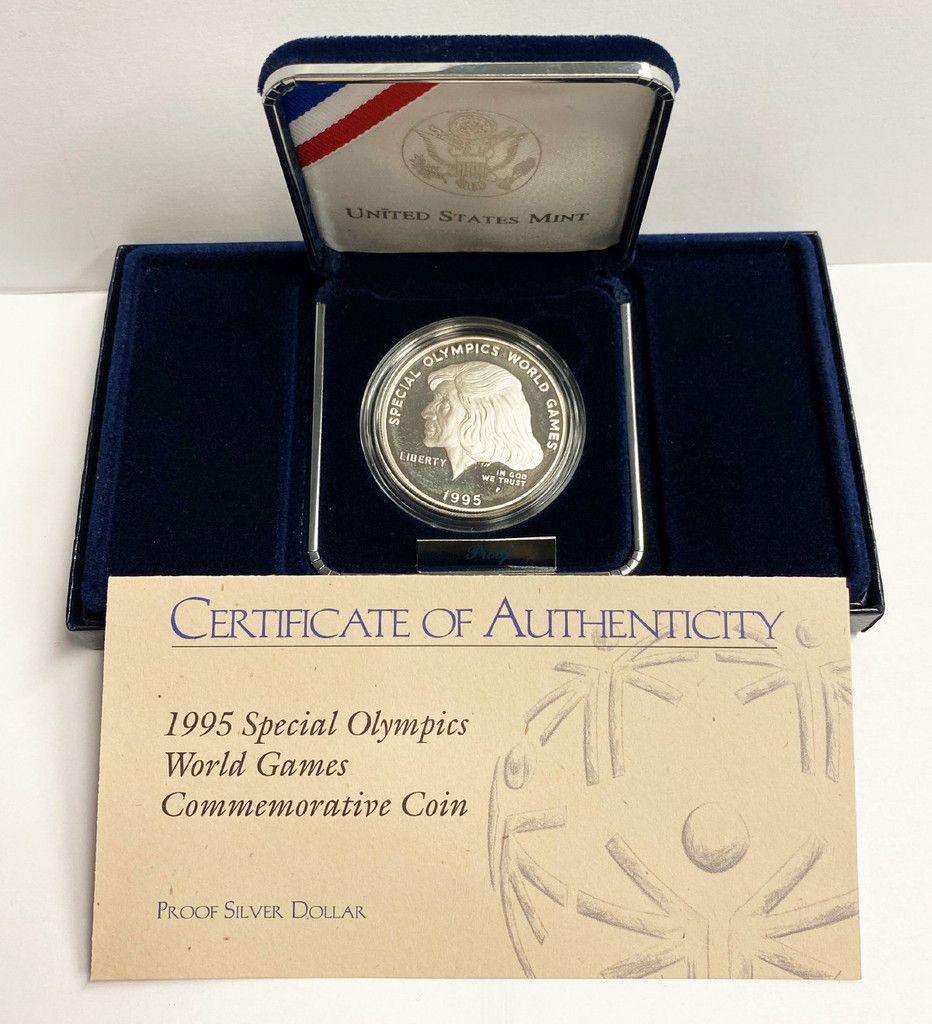 UNITED STATES MINT
SPECIAL OLYMPICS WORLD GAMES
LIBERTY
IN GOD
WE TRUST
P
1995
Proof
CERTIFICATE OF AUTHENTICITY
1995 Special Olympics
World Games
Commemorative Coin
PROOF SILVER DOLLAR